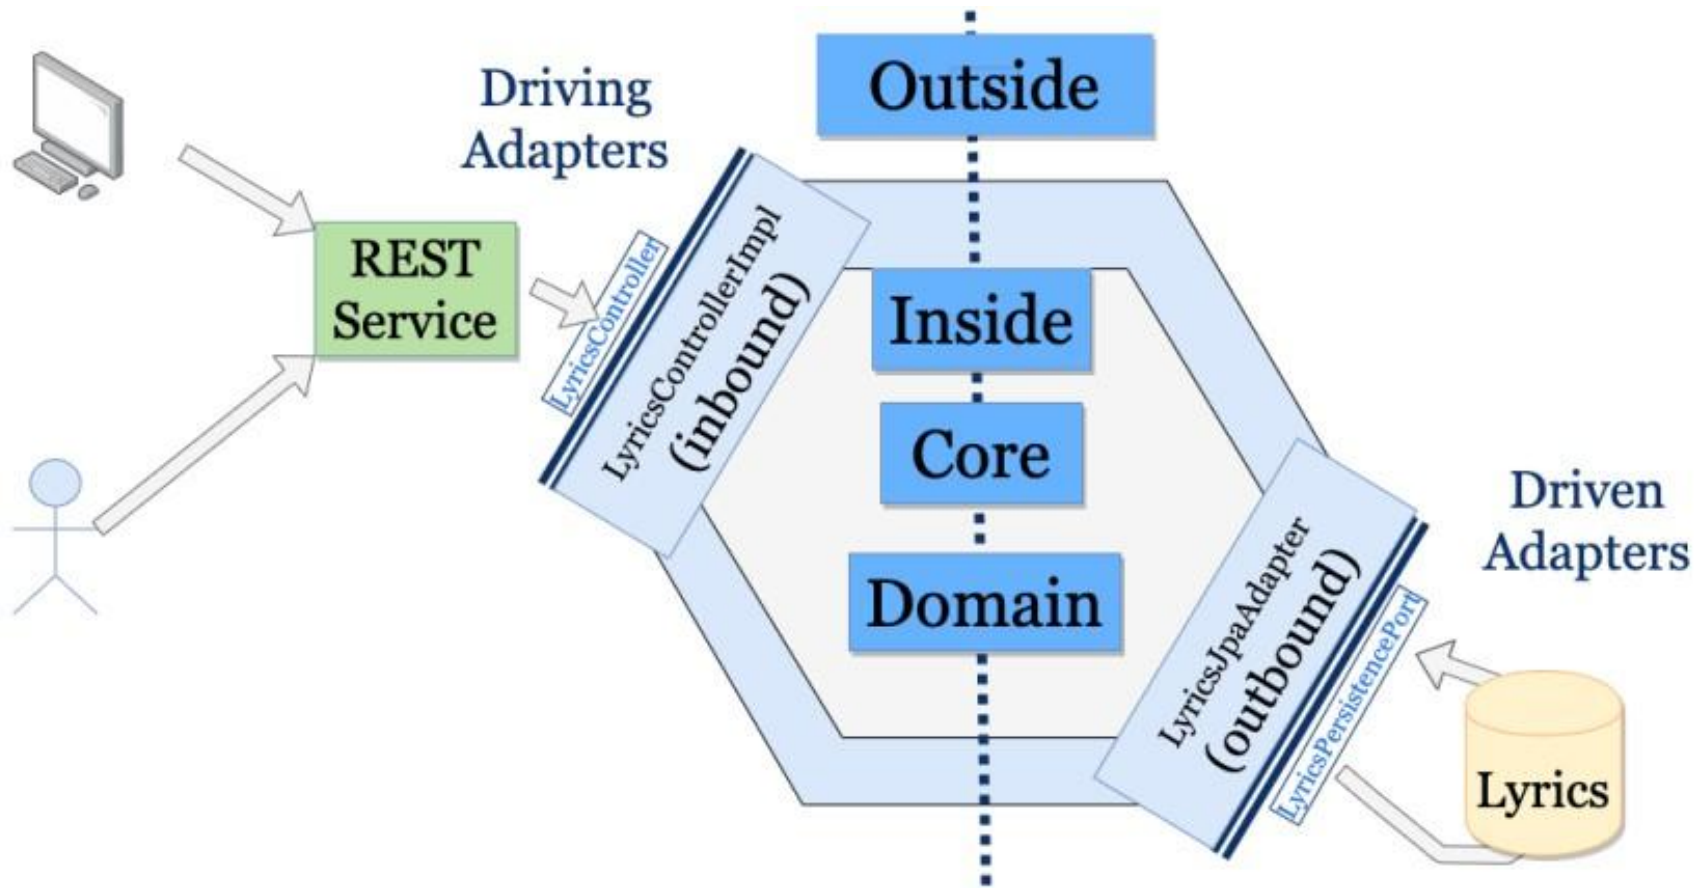 Outside
Driving
Adapters
REST
Service
LyricsController
LyricsControllerImpl
(inbound)
Inside
Core
Domain
Driven
Adapters
LyricsJpaAdapter
(outbound)
LyricsPersistencePort
Lyrics